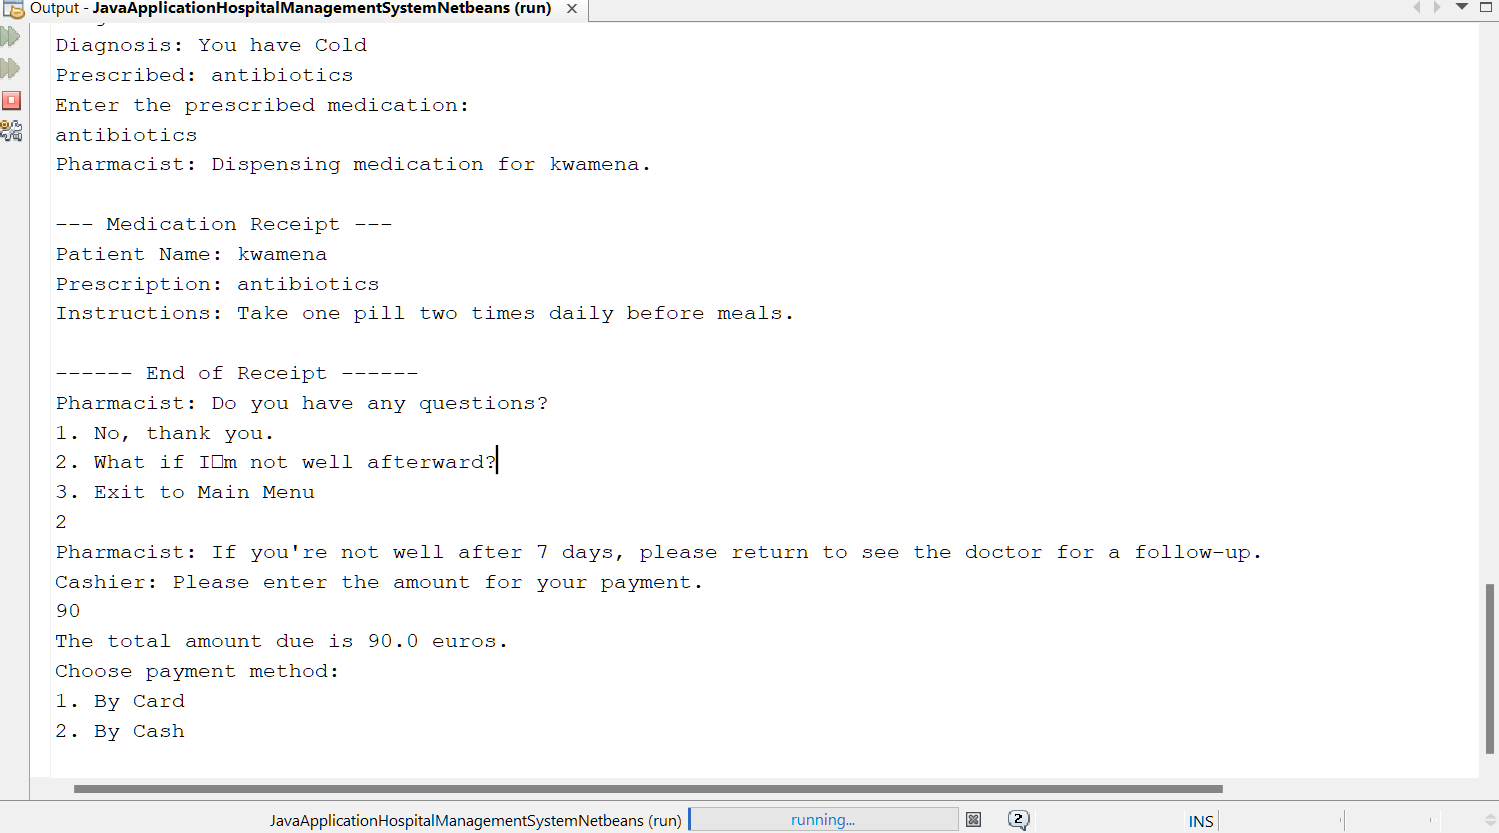 Output - JavaApplicationHospitalManagementSystemNetbeans (run)
Diagnosis: You have Cold
Prescribed: antibiotics
Enter the prescribed medication:
antibiotics
Pharmacist: Dispensing medication for kwamena.
--- Medication Receipt ---
Patient Name: kwamena
Prescription: antibiotics
Instructions: Take one pill two times daily before meals.
------ End of Receipt ------
Pharmacist: Do you have any questions?
1. No, thank you.
2. What if I□m not well afterward?
3. Exit to Main Menu
2
Pharmacist: If you're not well after 7 days, please return to see the doctor for a follow-up.
Cashier: Please enter the amount for your payment.
90
The total amount due is 90.0 euros.
Choose payment method:
1. By Card
2. By Cash
JavaApplicationHospitalManagementSystemNetbeans (run) running... 2 INS